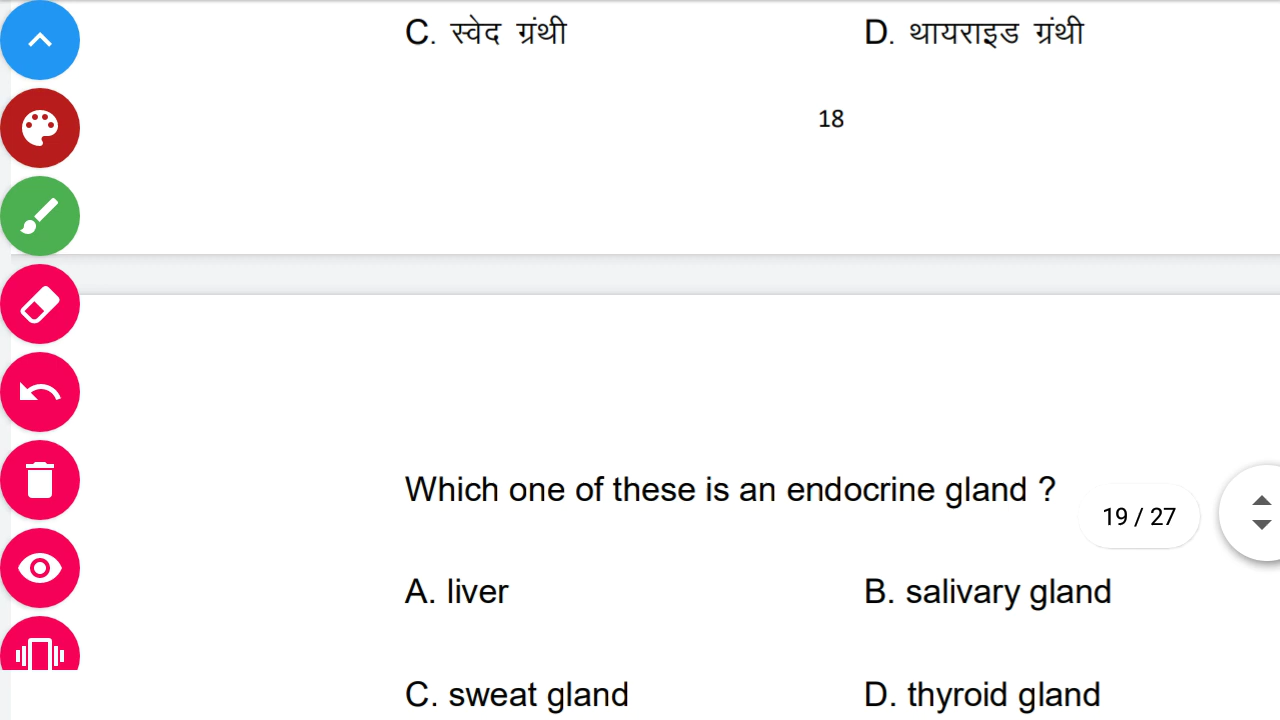 C. स्वेद ग्रंथी D. थायराइड ग्रंथी
18
Which one of these is an endocrine gland ?
19 / 27
A. liver B. salivary gland
C. sweat gland D. thyroid gland